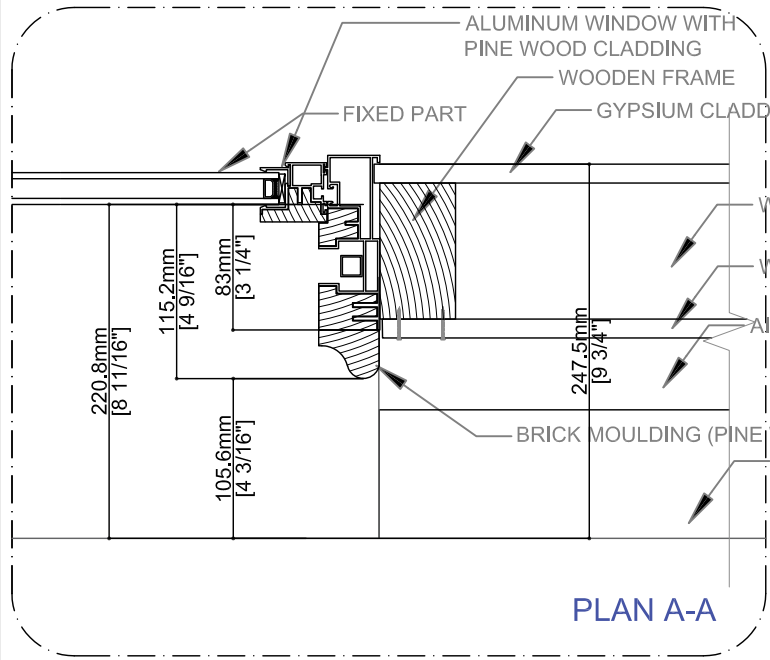 ALUMINUM WINDOW WITH
PINE WOOD CLADDING
WOODEN FRAME
FIXED PART
GYPSIUM CLADD
W
W
115.2mm
[4 9/16"]
83mm
[3 1/4"]
220.8mm
[8 11/16"]
247.5mm
[9 3/4"]
105.6mm
[4 3/16"]
BRICK MOULDING (PINE
PLAN A-A